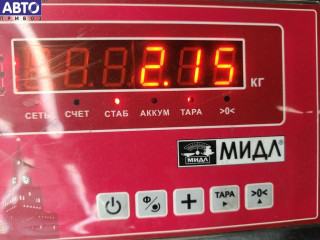 АВТО
ПРИВОЗ
2.15
КГ
СЕТЬ СЧЕТ СТАБ АККУМ ТАРА >0<
МИДЛ
МИДЛ®
Ф/ + ТАРА >0<